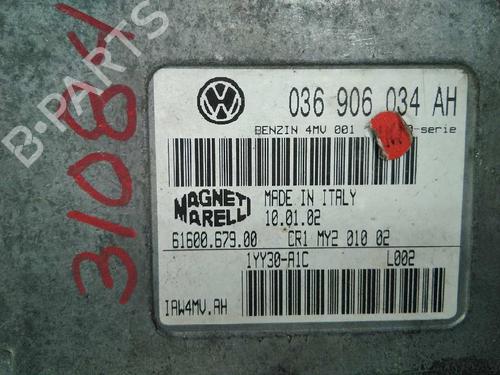 B-PARTS
3108H
036 906 034 AH
BENZIN 4MV 001 -serie
MAGNETI
MARELLI
MADE IN ITALY
10.01.02
61600.679.00 CR1 MY2 010 02
1YY30-A1C L002
IAW4MV.AH